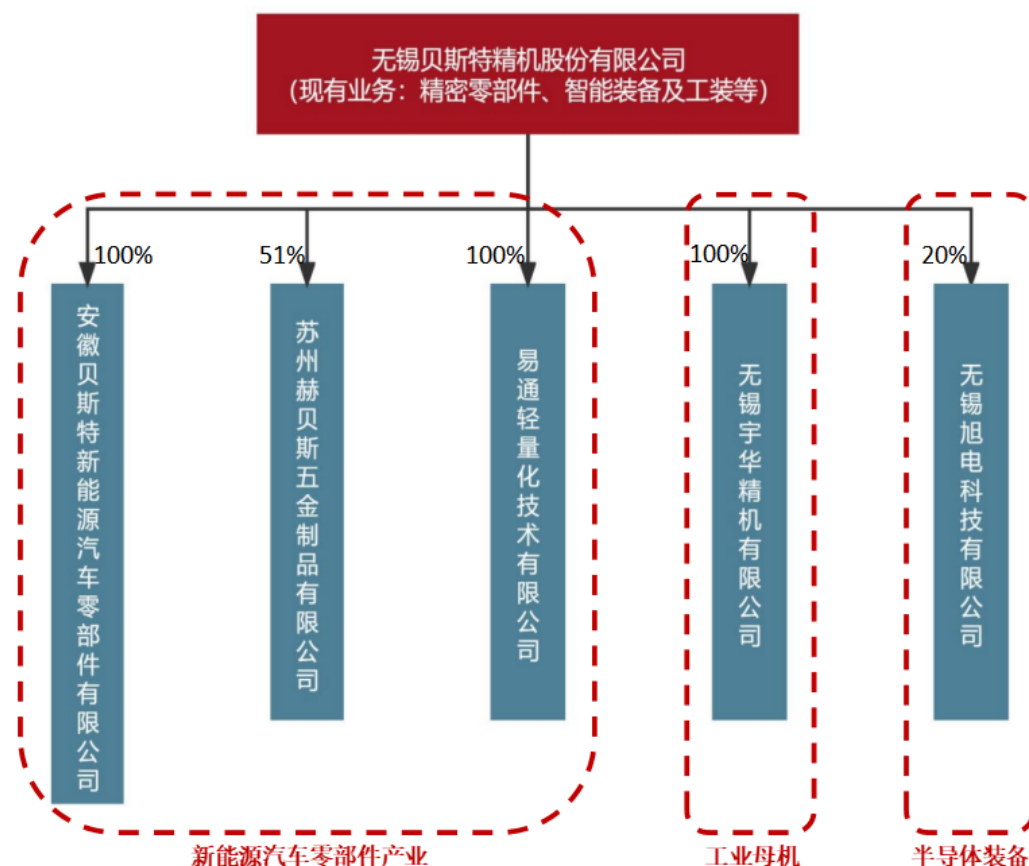 无锡贝斯特精机股份有限公司
（现有业务：精密零部件、智能装备及工装等）
100%
51%
100%
100%
20%
安徽贝斯特新能源汽车零部件有限公司
苏州赫贝斯五金制品有限公司
易通轻量化技术有限公司
无锡宇华精机有限公司
无锡旭电科技有限公司
新能源汽车零部件产业
工业母机
半导体装备